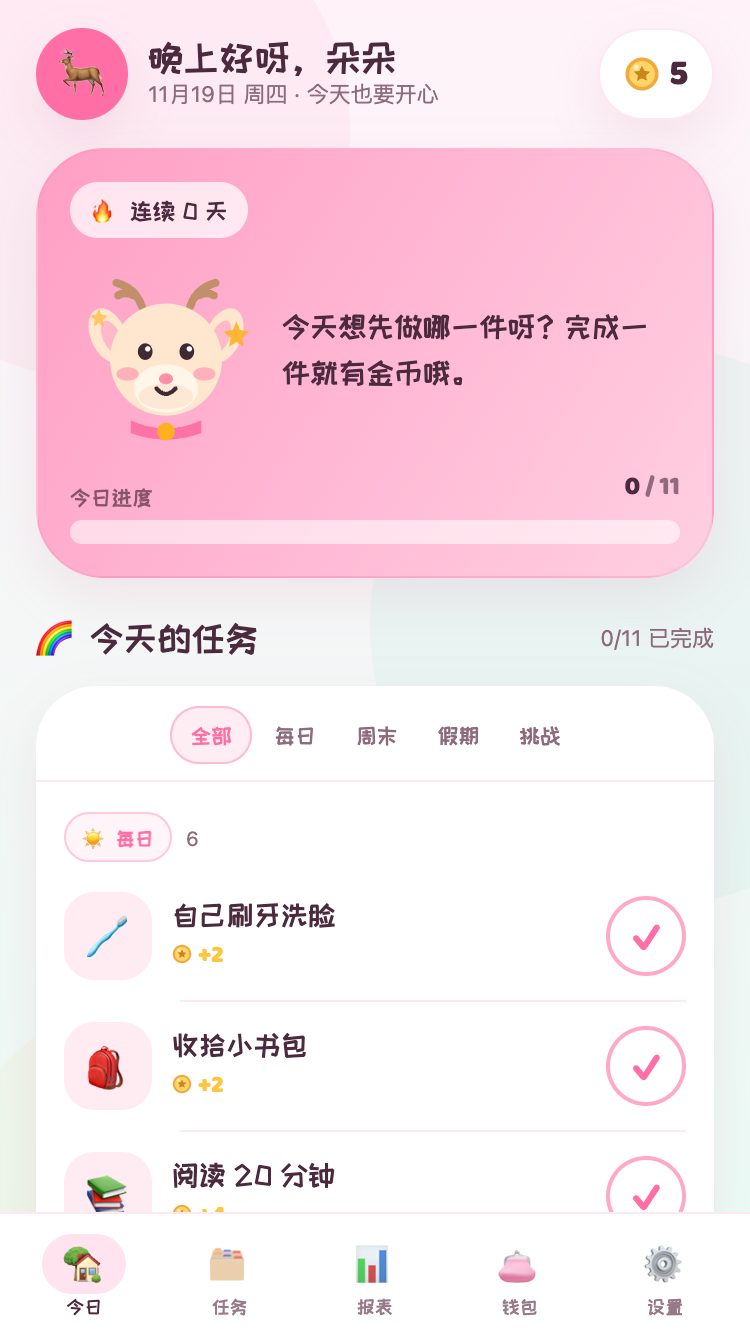 晚上好呀，朵朵
11月19日 周四 · 今天也要开心
5
连续 0 天
今天想先做哪一件呀？完成一
件就有金币哦。
今日进度
0 / 11
今天的任务
0/11 已完成
全部 每日 周末 假期 挑战
每日 6
自己刷牙洗脸
+2
收拾小书包
+2
阅读 20 分钟
今日 任务 报表 钱包 设置